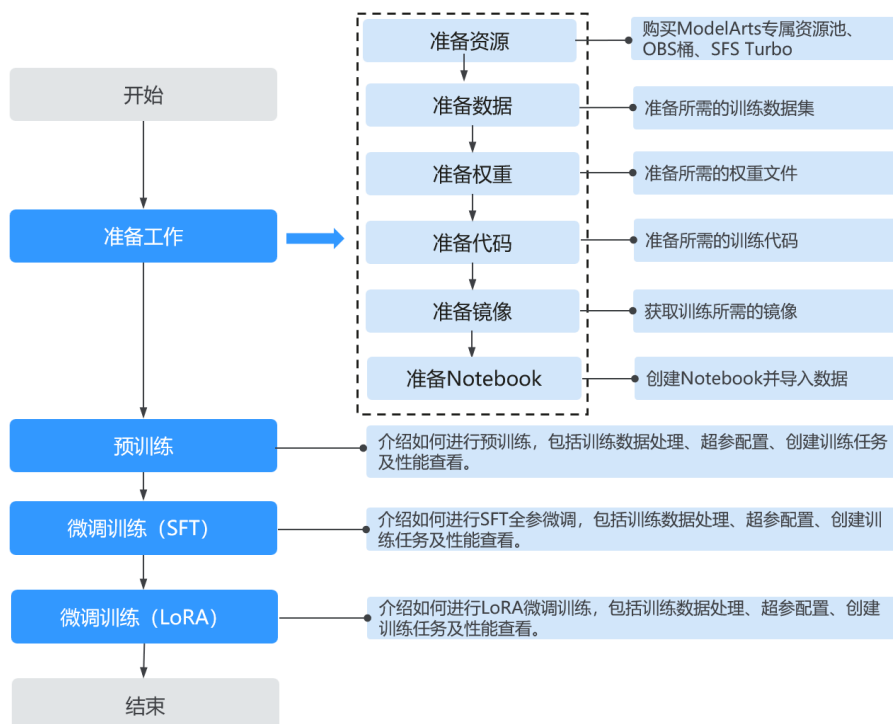 准备资源
购买ModelArts专属资源池、
OBS桶、SFS Turbo
开始
准备数据
准备所需的训练数据集
准备权重
准备所需的权重文件
准备工作
准备代码
准备所需的训练代码
准备镜像
获取训练所需的镜像
准备Notebook
创建Notebook并导入数据
预训练
介绍如何进行预训练，包括训练数据处理、超参配置、创建训练任务
及性能查看。
微调训练（SFT）
介绍如何进行SFT全参微调，包括训练数据处理、超参配置、创建训
练任务及性能查看。
微调训练（LoRA）
介绍如何进行LoRA微调训练，包括训练数据处理、超参配置、创建
训练任务及性能查看。
结束